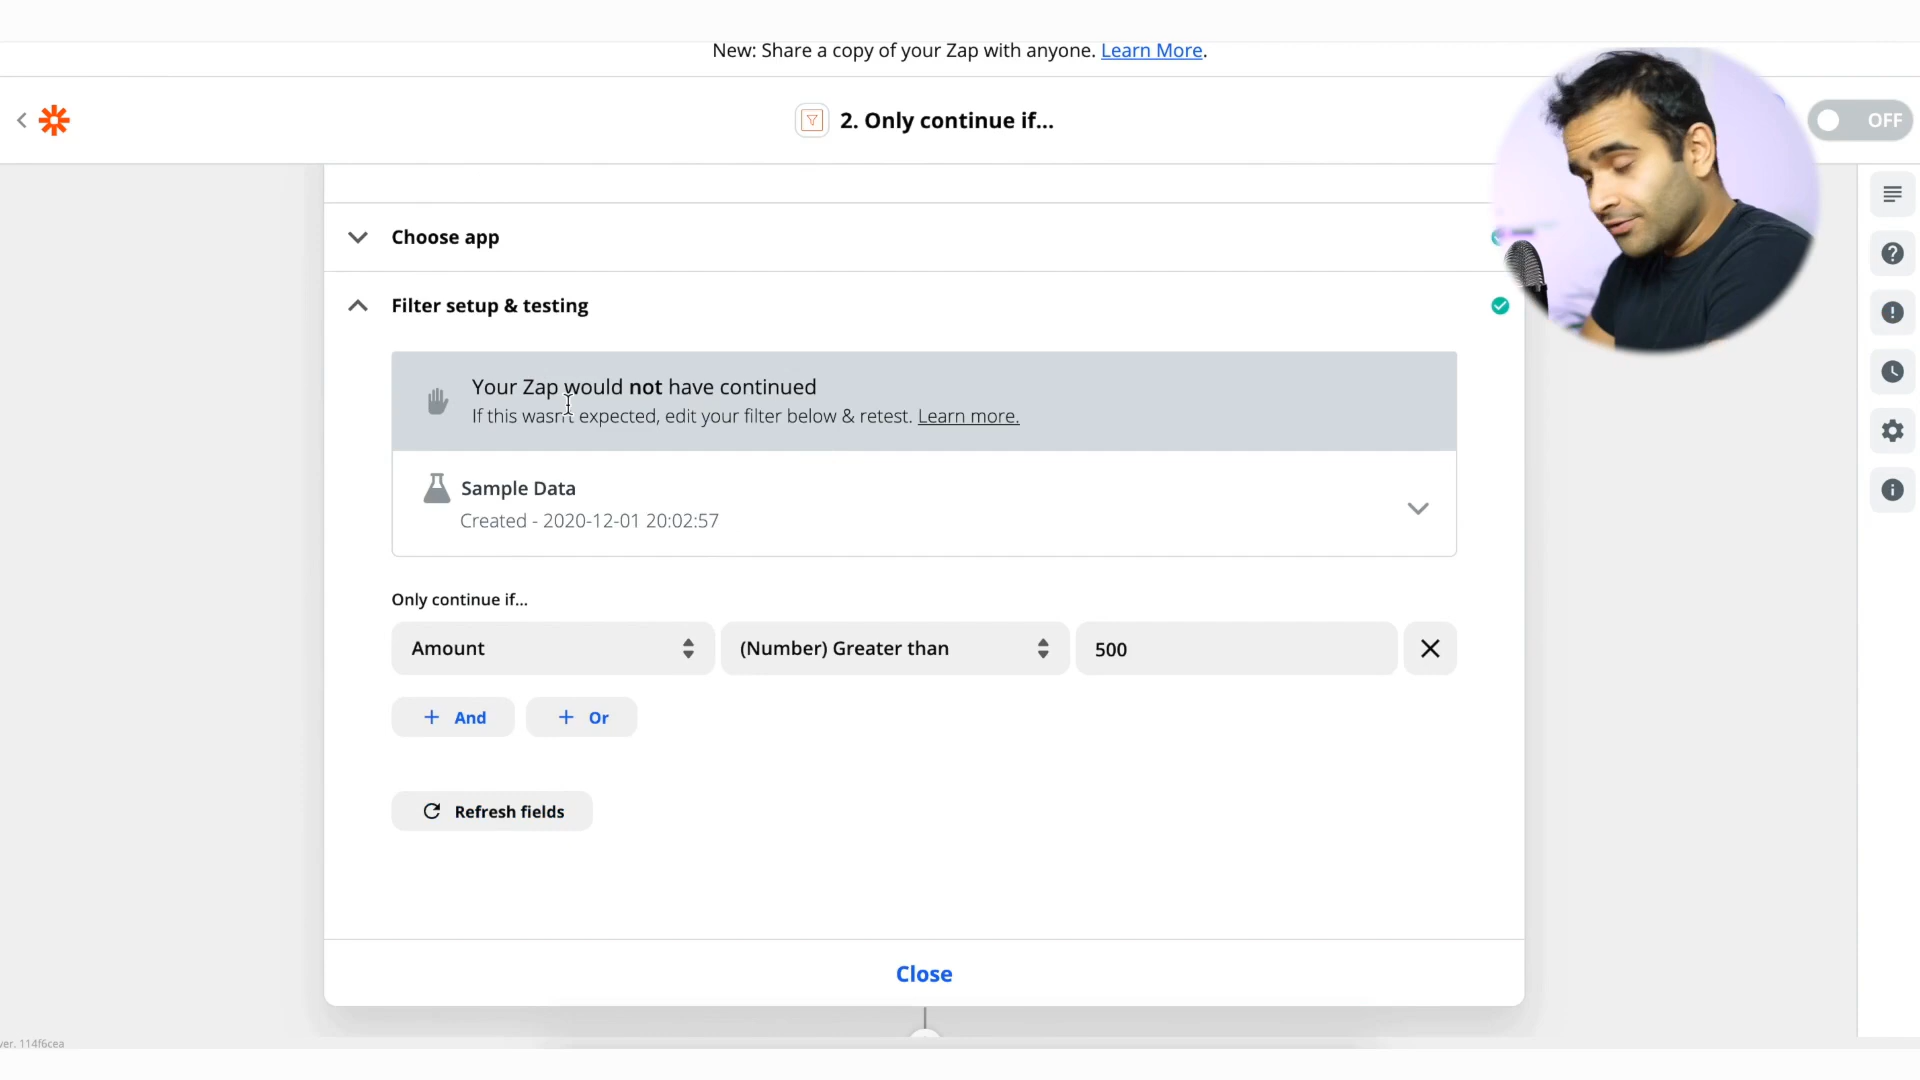 New: Share a copy of your Zap with anyone. Learn More.
2. Only continue if...
OFF
Choose app
Filter setup & testing
Your Zap would not have continued
If this wasn't expected, edit your filter below & retest. Learn more.
Sample Data
Created - 2020-12-01 20:02:57
Only continue if...
Amount
(Number) Greater than
500
+ And
+ Or
Refresh fields
Close
ver. 114f6cea